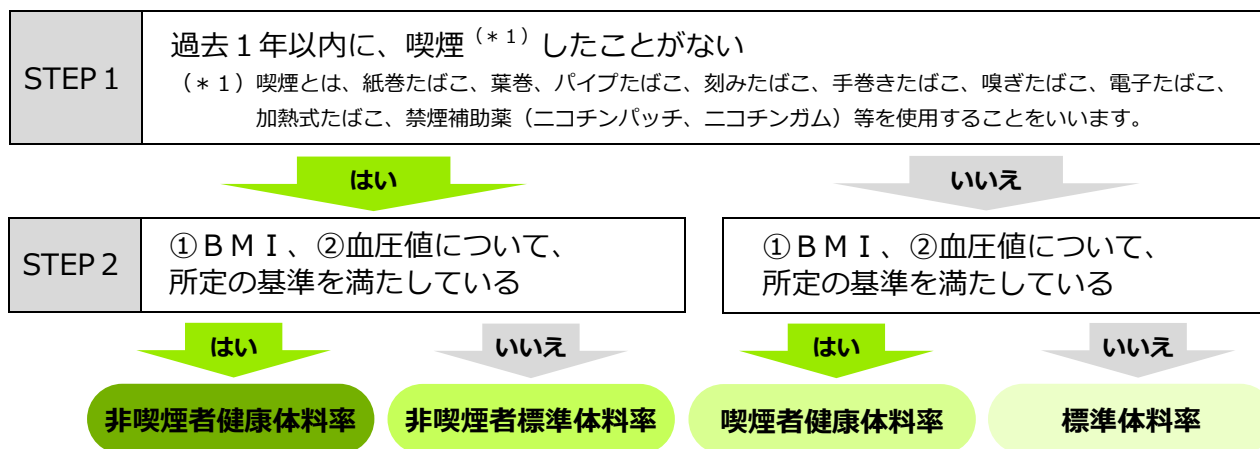 STEP１
過去１年以内に、喫煙（＊１）したことがない
（＊１）喫煙とは、紙巻たばこ、葉巻、パイプたばこ、刻みたばこ、手巻きたばこ、嗅ぎたばこ、電子たばこ、
加熱式たばこ、禁煙補助薬（ニコチンパッチ、ニコチンガム）等を使用することをいいます。
はい
いいえ
STEP２
①ＢＭＩ、②血圧値について、
所定の基準を満たしている
①ＢＭＩ、②血圧値について、
所定の基準を満たしている
はい
いいえ
はい
いいえ
非喫煙者健康体料率
非喫煙者標準体料率
喫煙者健康体料率
標準体料率